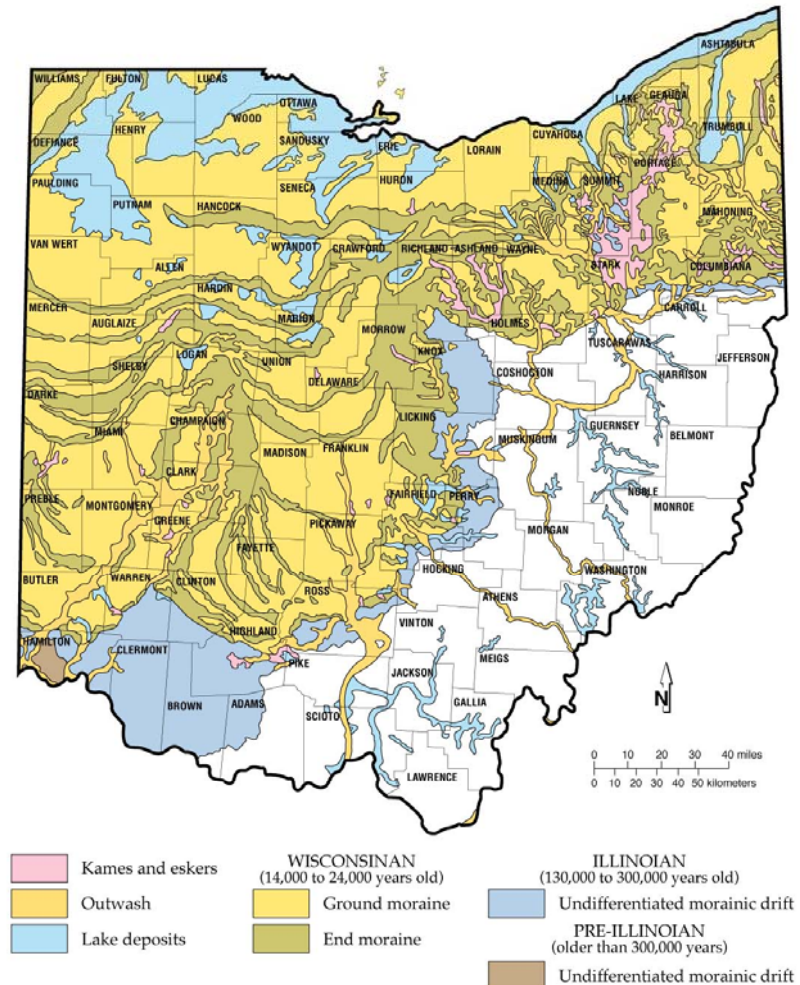 ASHTABULA
WILLIAMS FULTON LUCAS
LAKE GEAUGA
OTTAWA
WOOD
HENRY
CUYAHOGA TRUMBULL
DEFIANCE SANDUSKY ERIE LORAIN
PORTAGE
PAULDING SENECA HURON MEDINA SUMMIT
PUTNAM HANCOCK
MAHONING
VAN WERT WYANDOT CRAWFORD RICHLAND ASHLAND WAYNE
ALLEN STARK COLUMBIANA
HARDIN
MERCER CARROLL
AUGLAIZE MARION MORROW HOLMES
TUSCARAWAS
LOGAN KNOX JEFFERSON
SHELBY UNION COSHOCTON HARRISON
DELAWARE
DARKE
CHAMPAIGN LICKING
MIAMI GUERNSEY BELMONT
MADISON FRANKLIN MUSKINGUM
CLARK
PREBLE MONTGOMERY FAIRFIELD PERRY NOBLE
MONROE
GREENE PICKAWAY
MORGAN
FAYETTE
BUTLER WARREN CLINTON HOCKING WASHINGTON
ROSS
ATHENS
VINTON
HAMILTON HIGHLAND
CLERMONT PIKE MEIGS
JACKSON
BROWN ADAMS GALLIA
SCIOTO
LAWRENCE
N
0 10 20 30 40 miles
0 10 20 30 40 50 kilometers
Kames and eskers
Outwash
Lake deposits
WISCONSINAN
(14,000 to 24,000 years old)
Ground moraine
End moraine
ILLINOIAN
(130,000 to 300,000 years old)
Undifferentiated morainic drift
PRE-ILLINOIAN
(older than 300,000 years)
Undifferentiated morainic drift